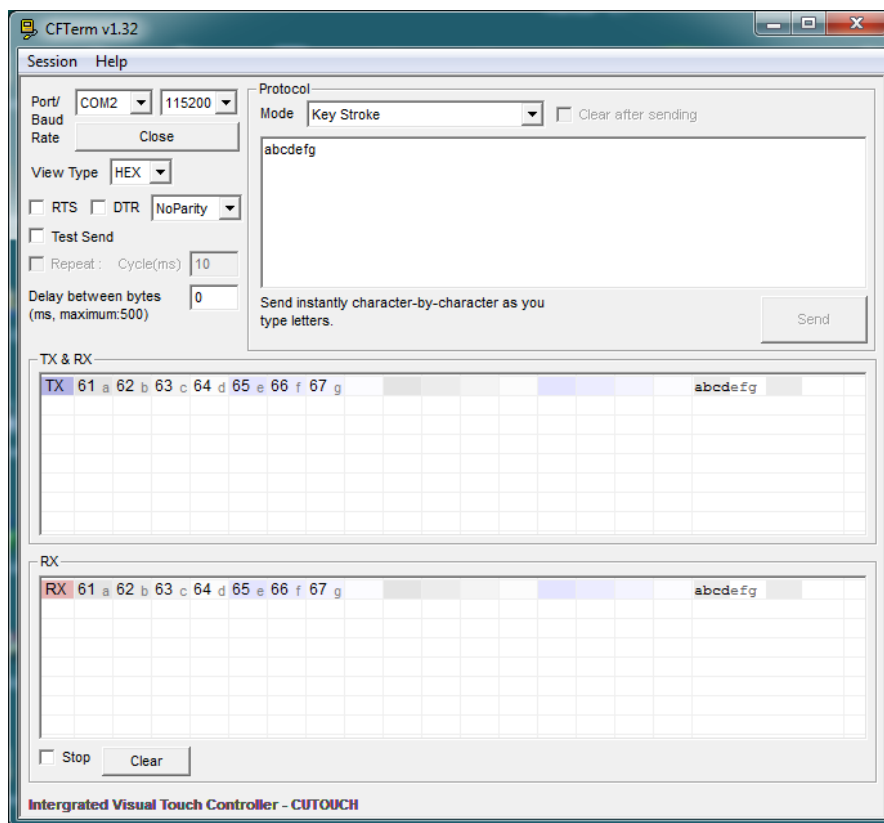 CFTerm v1.32
Session Help
Port/ Baud Rate
COM2
115200
Close
View Type HEX
RTS DTR NoParity
Test Send
Repeat : Cycle(ms) 10
Delay between bytes 0
(ms, maximum:500)
Protocol
Mode Key Stroke Clear after sending
abcdefg
Send instantly character-by-character as you
type letters.
Send
TX & RX
TX 61 a 62 b 63 c 64 d 65 e 66 f 67 g abcdefg
RX
RX 61 a 62 b 63 c 64 d 65 e 66 f 67 g abcdefg
Stop Clear
Intergrated Visual Touch Controller - CUTOUCH